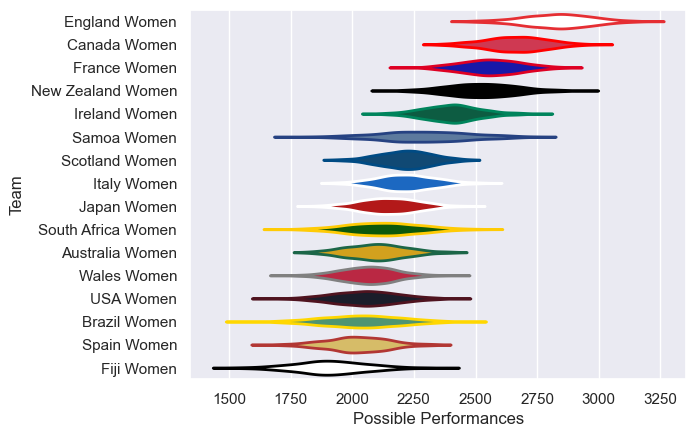 England Women
Canada Women
France Women
New Zealand Women
Ireland Women
Samoa Women
Scotland Women
Italy Women
Japan Women
South Africa Women
Australia Women
Wales Women
USA Women
Brazil Women
Spain Women
Fiji Women
Team
1500 1750 2000 2250 2500 2750 3000 3250
Possible Performances